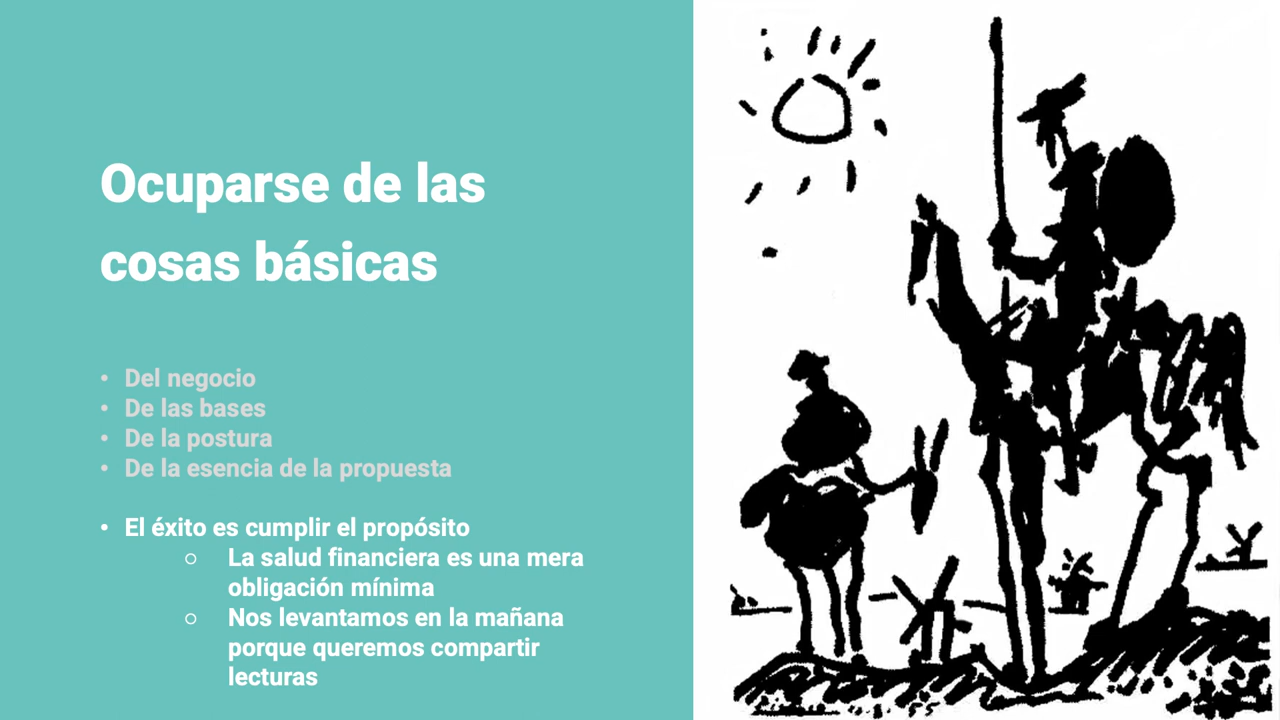 Ocuparse de las
cosas básicas
• Del negocio
• De las bases
• De la postura
• De la esencia de la propuesta
• El éxito es cumplir el propósito
○ La salud financiera es una mera
obligación mínima
○ Nos levantamos en la mañana
porque queremos compartir
lecturas